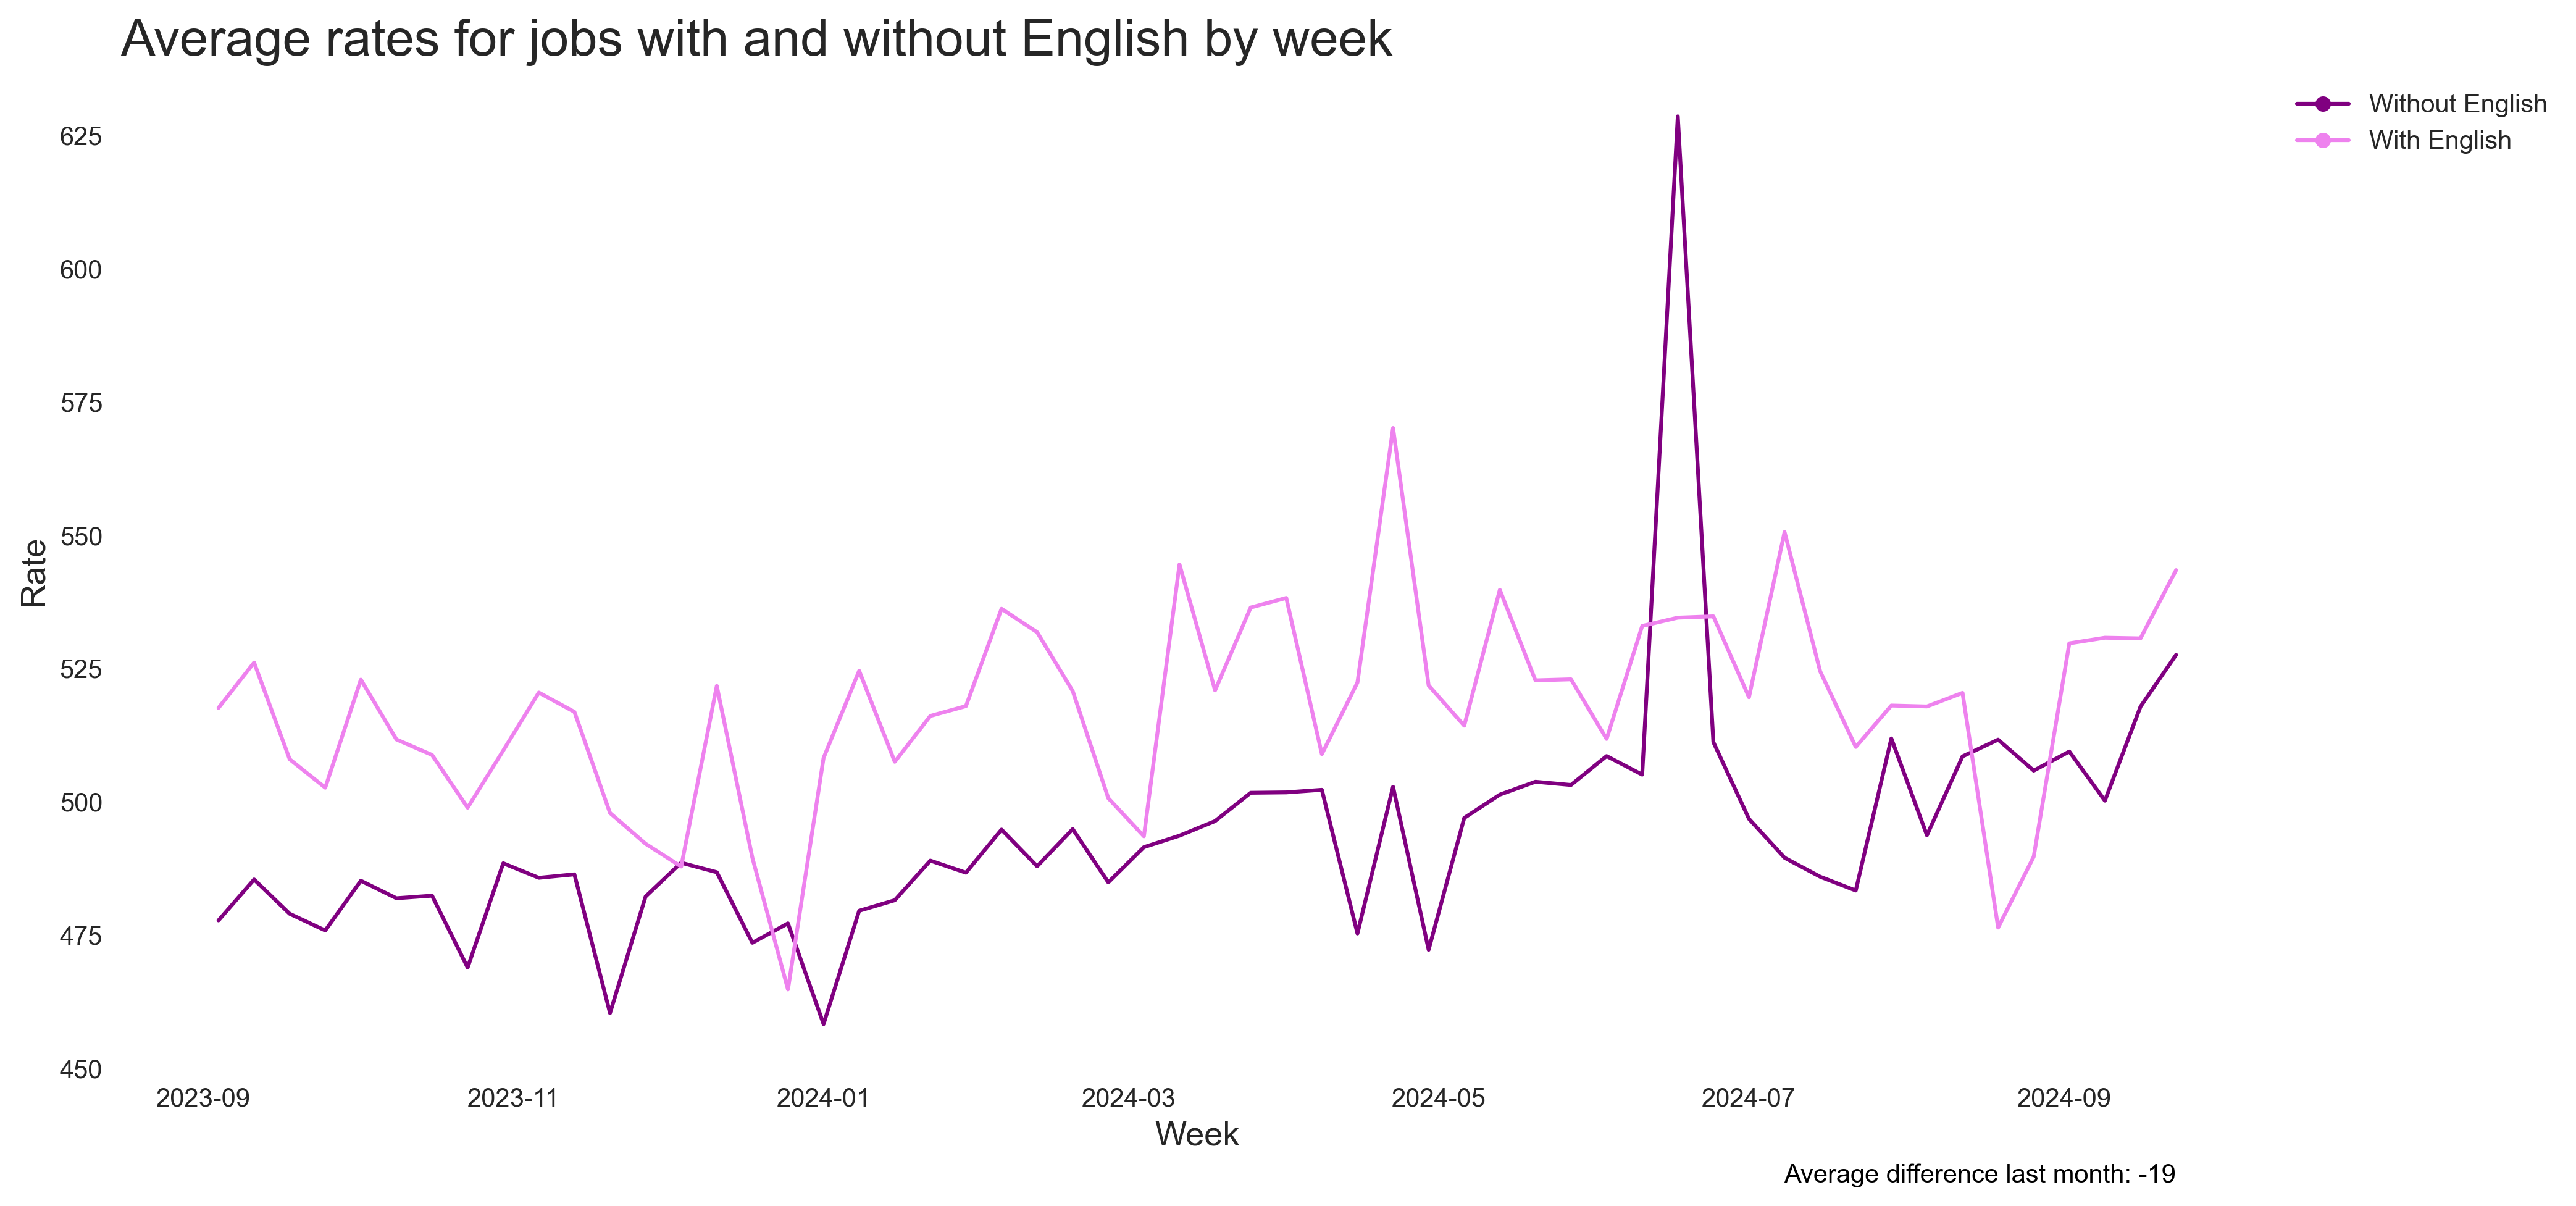 Average rates for jobs with and without English by week
Without English
With English
625
600
575
550
525
500
475
450
Rate
2023-09
2023-11
2024-01
2024-03
2024-05
2024-07
2024-09
Week
Average difference last month: -19